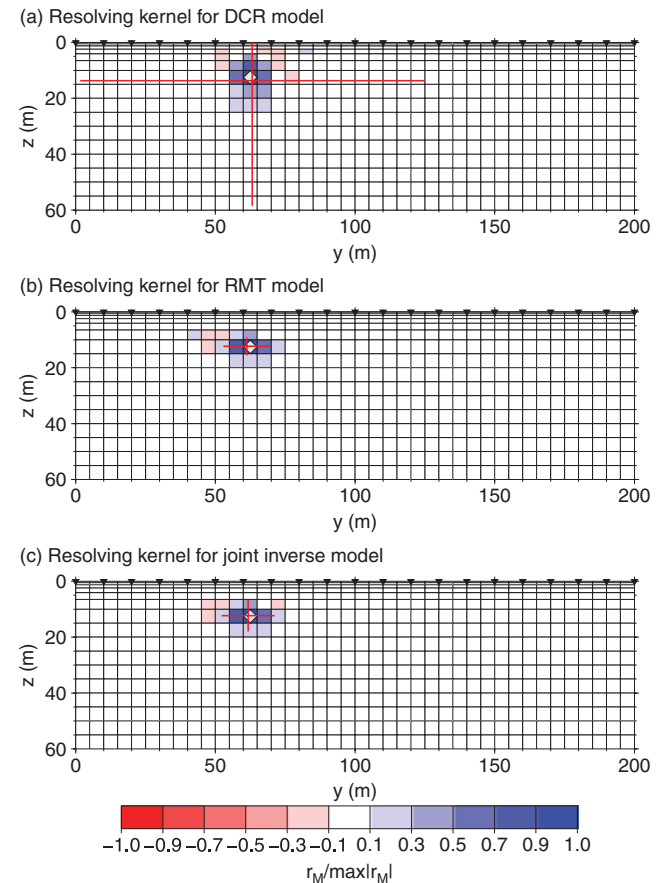 (a) Resolving kernel for DCR model
0
20
40
60
z (m)
0 50 100 150 200
y (m)
(b) Resolving kernel for RMT model
0
20
40
60
z (m)
0 50 100 150 200
y (m)
(c) Resolving kernel for joint inverse model
0
20
40
60
z (m)
0 50 100 150 200
y (m)
−1.0 −0.9 −0.7 −0.5 −0.3 −0.1 0.1 0.3 0.5 0.7 0.9 1.0
r_M/max|r_M|